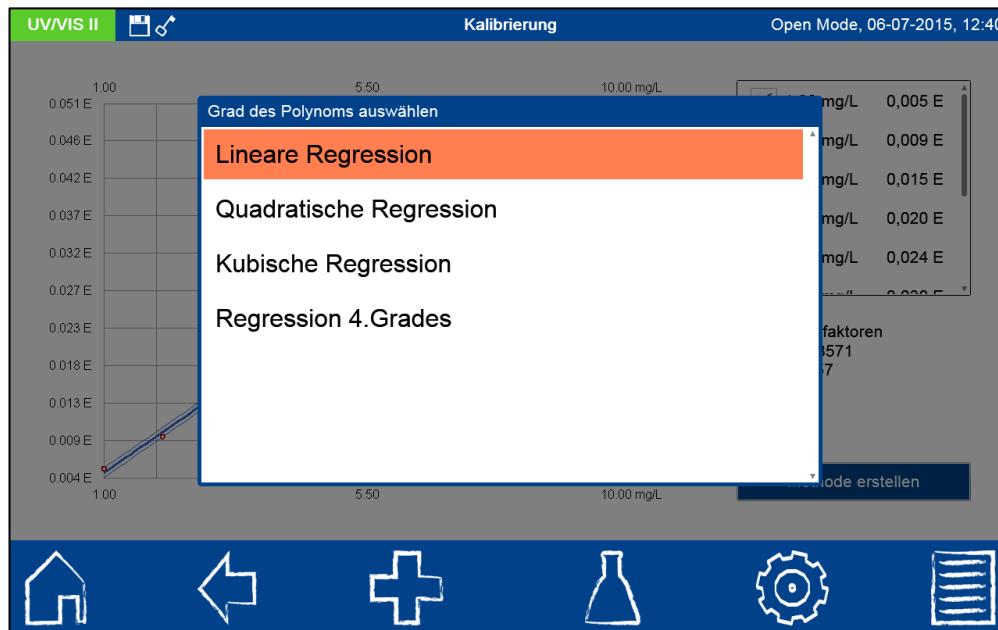 UV/VIS II
Kalibrierung
Open Mode, 06-07-2015, 12:40
1.00 5.50 10.00 mg/L
0.051 E
0.046 E
0.042 E
0.037 E
0.032 E
0.027 E
0.023 E
0.018 E
0.013 E
0.009 E
0.004 E
1.00 5.50 10.00 mg/L
Grad des Polynoms auswählen
Lineare Regression
Quadratische Regression
Kubische Regression
Regression 4.Grades
mg/L 0,005 E
mg/L 0,009 E
mg/L 0,015 E
mg/L 0,020 E
mg/L 0,024 E
erstellen